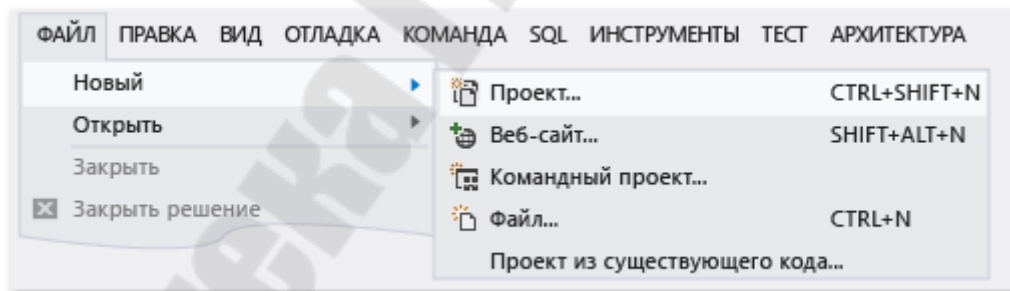 ФАЙЛ ПРАВКА ВИД ОТЛАДКА КОМАНДА SQL ИНСТРУМЕНТЫ ТЕСТ АРХИТЕКТУРА
Новый
Открыть
Закрыть
Закрыть решение
Проект... CTRL+SHIFT+N
Веб-сайт... SHIFT+ALT+N
Командный проект...
Файл... CTRL+N
Проект из существующего кода...